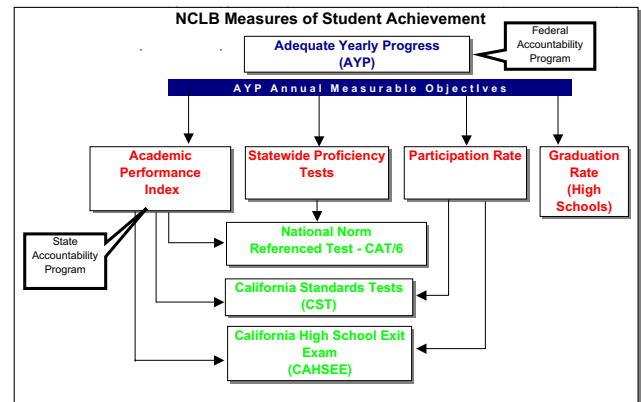 NCLB Measures of Student Achievement
Adequate Yearly Progress
(AYP)
Federal
Accountability
Program
AYP Annual Measurable ObjectIves
Academic
Performance
Index
Statewide Proficiency
Tests
Participation Rate
Graduation
Rate
(High
Schools)
State
Accountability
Program
National Norm
Referenced Test - CAT/6
California Standards Tests
(CST)
California High School Exit
Exam
(CAHSEE)